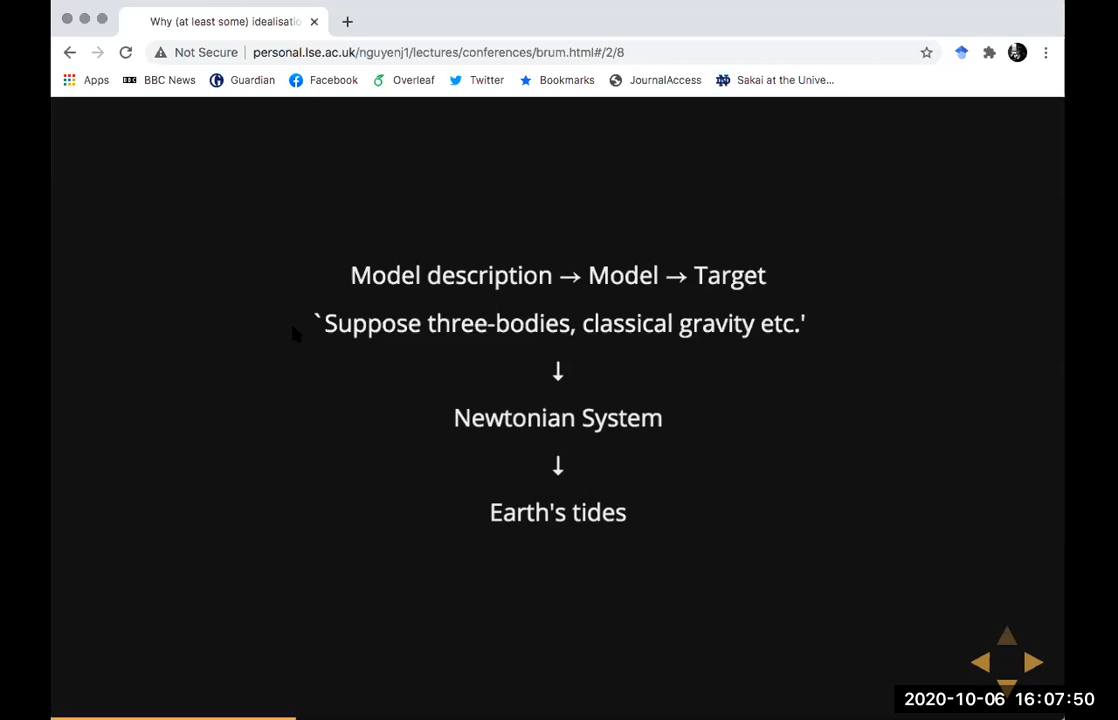 Why (at least some) idealisatio
Not Secure personal.lse.ac.uk/nguyenj1/lectures/conferences/brum.html#/2/8
Apps BBC News Guardian Facebook Overleaf Twitter Bookmarks JournalAccess Sakai at the Unive...
Model description → Model → Target
`Suppose three-bodies, classical gravity etc.'
↓
Newtonian System
↓
Earth's tides
2020-10-06 16:07:50